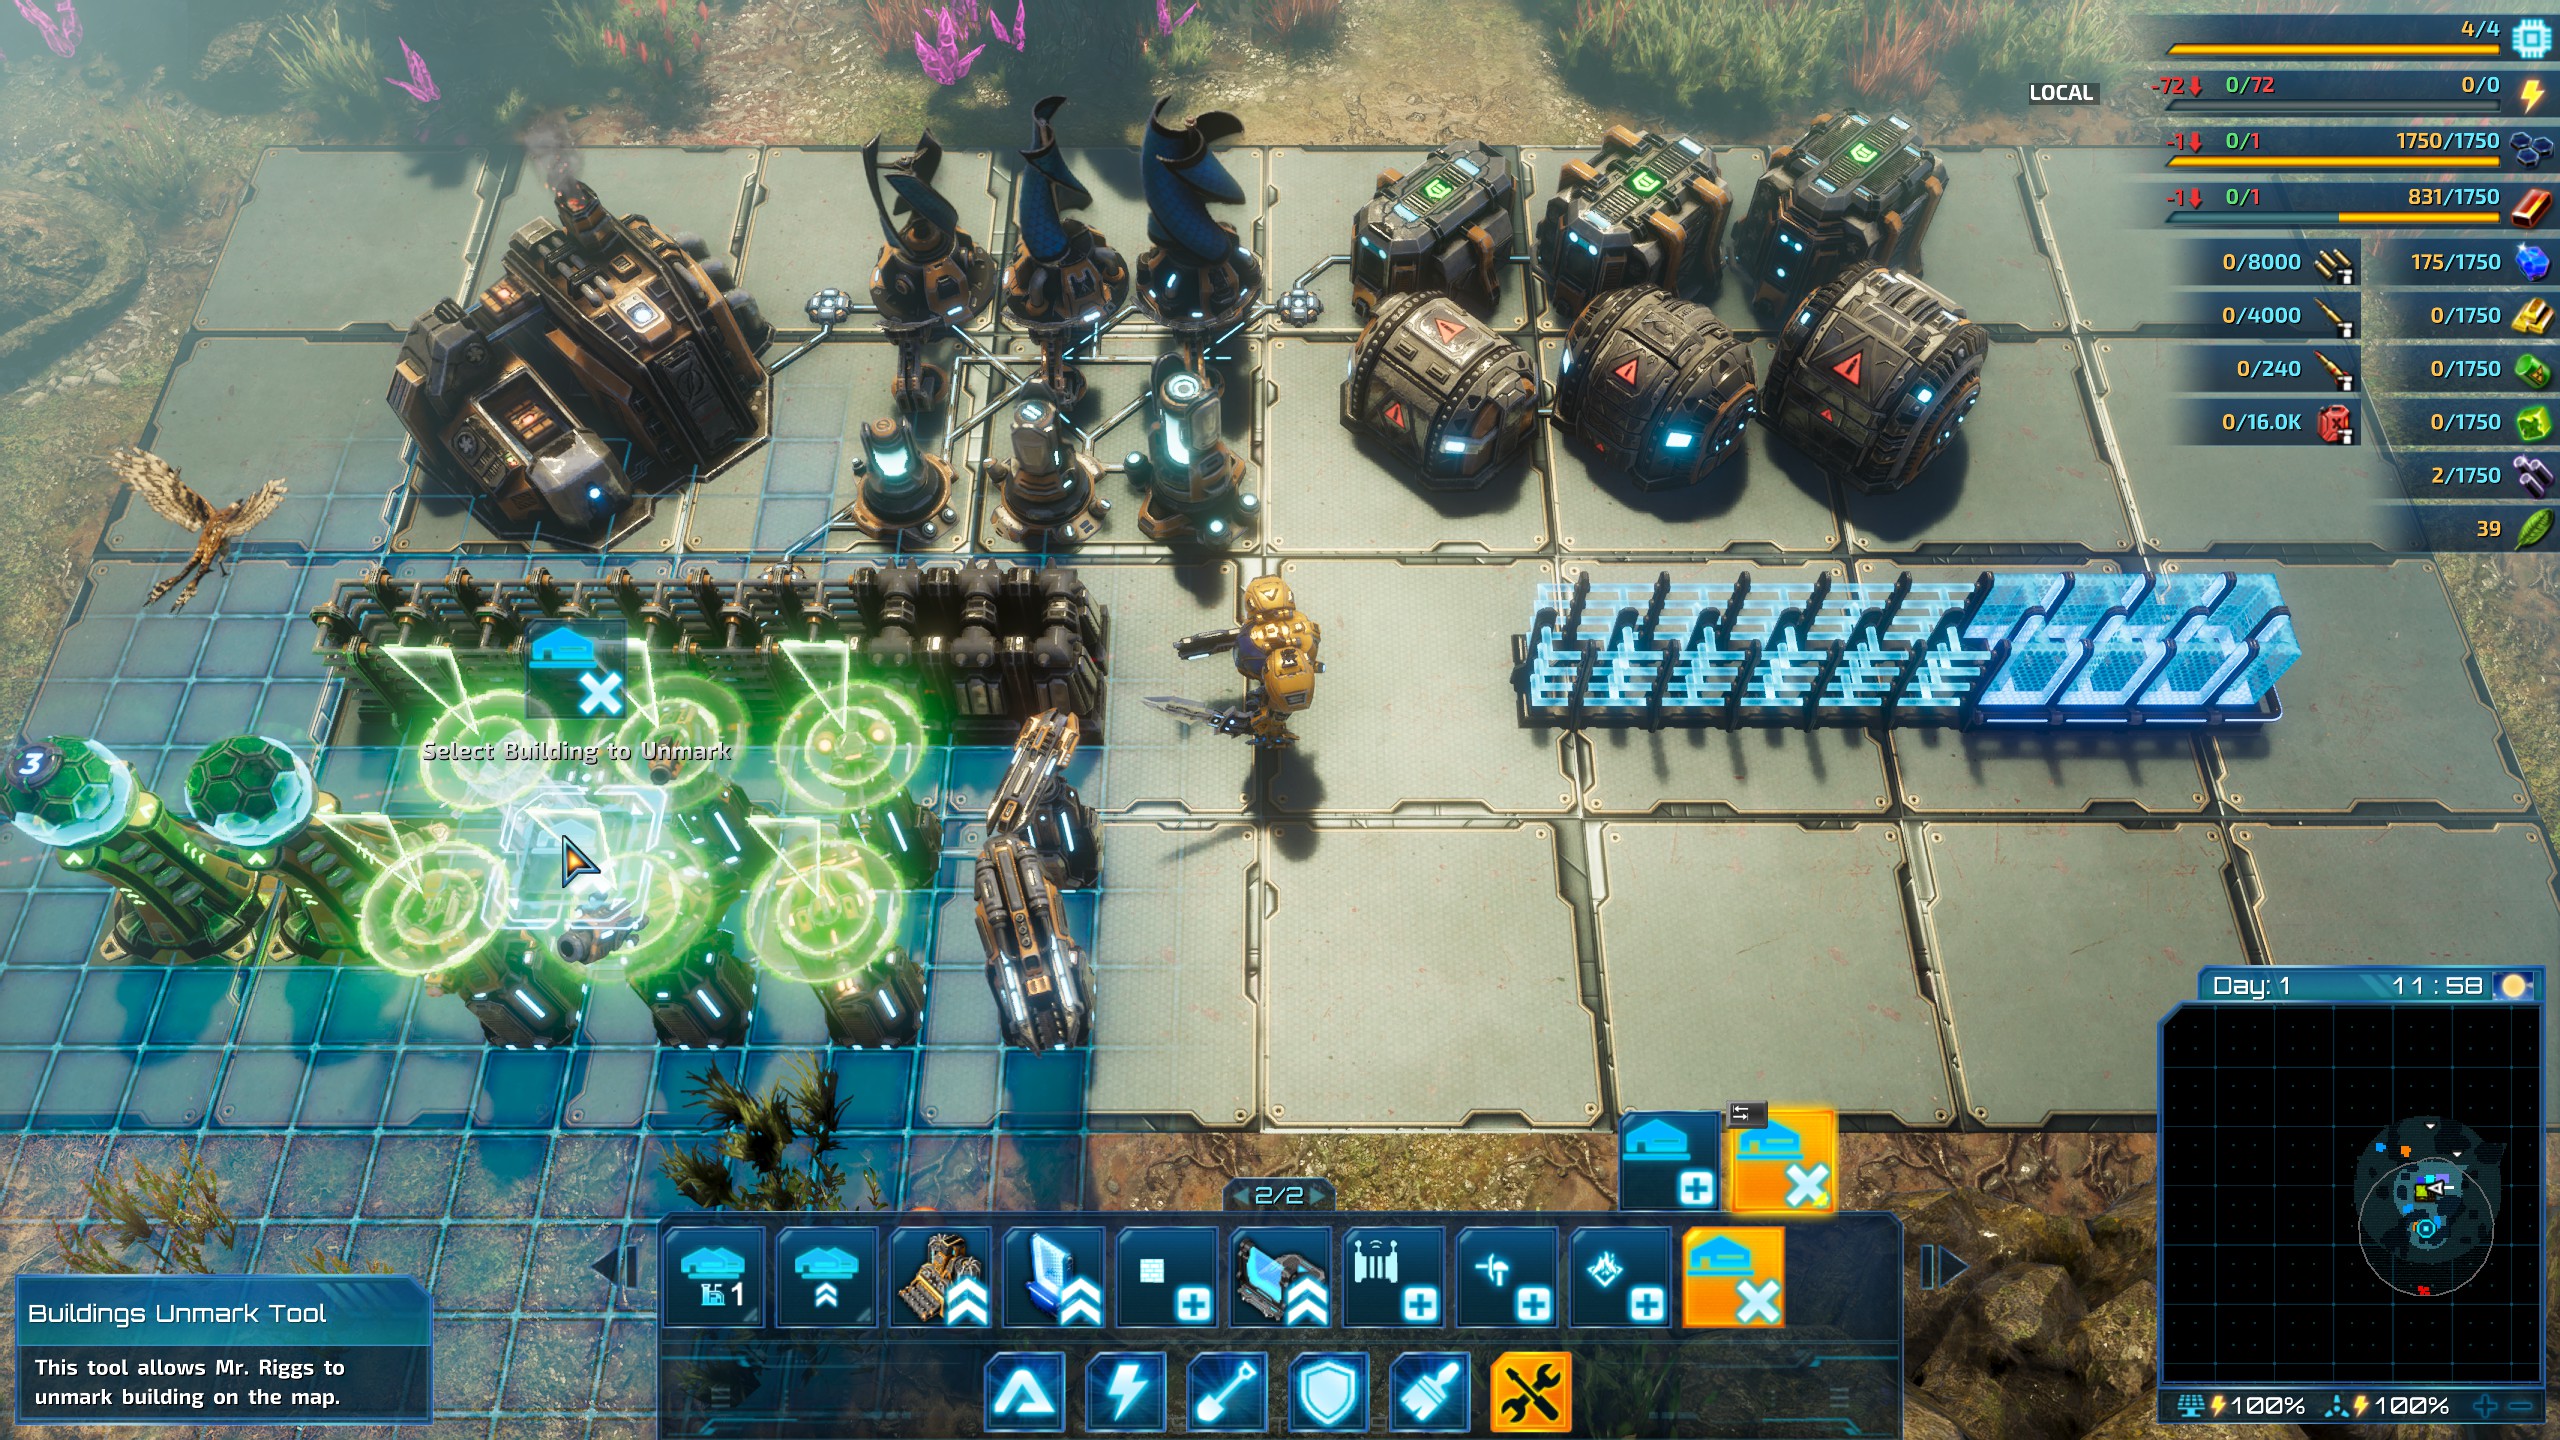 4/4
LOCAL
-72 0/72 0/0
-1 0/1 1750/1750
-1 0/1 831/1750
0/8000 175/1750
0/4000 0/1750
0/240 0/1750
0/16.0K 0/1750
2/1750
39
Select Building to Unmark
3
Day: 1 11:58
2/2
1
Buildings Unmark Tool
This tool allows Mr. Riggs to
unmark building on the map.
100% 100%